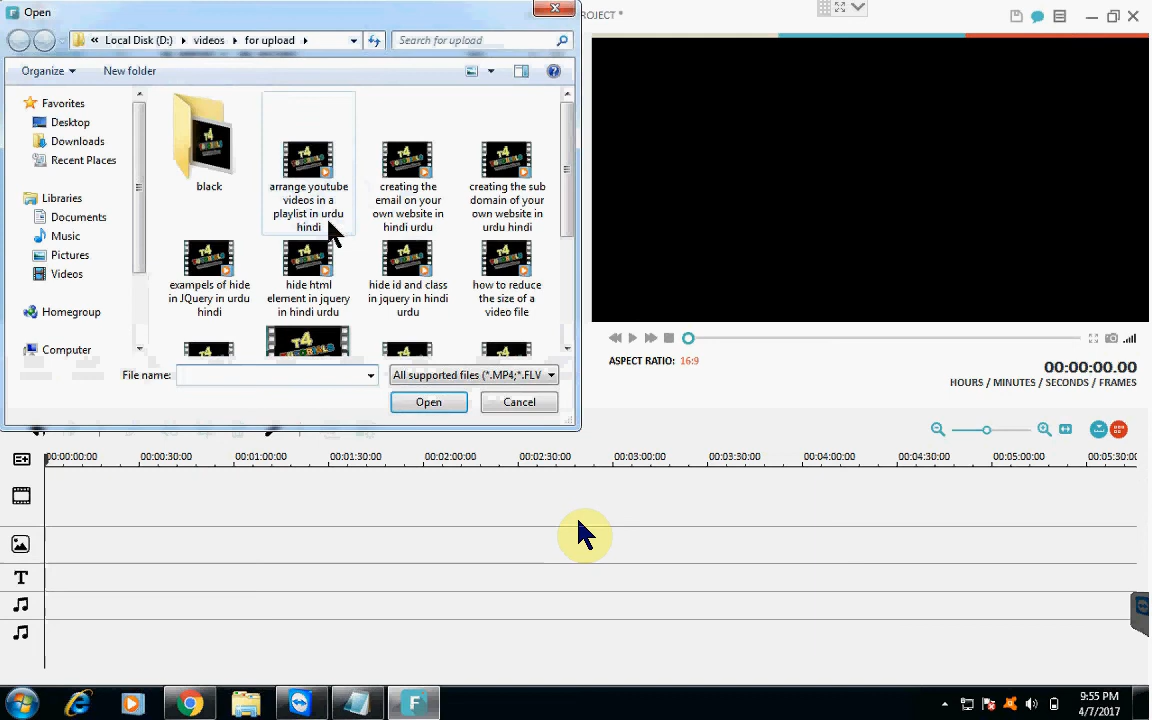 Open
ROJECT *
Local Disk (D:)
videos
for upload
Search for upload
Organize
New folder
Favorites
Desktop
Downloads
Recent Places
Libraries
Documents
Music
Pictures
Videos
Homegroup
Computer
black
arrange youtube
videos in a
playlist in urdu
hindi
creating the
email on your
own website in
hindi urdu
creating the sub
domain of your
own website in
urdu hindi
exampels of hide
in JQuery in urdu
hindi
hide html
element in jquery
in hindi urdu
hide id and class
in jquery in hindi
urdu
how to reduce
the size of a
video file
File name:
All supported files (*.MP4;*.FLV
Open
Cancel
ASPECT RATIO: 16:9
00:00:00.00
HOURS / MINUTES / SECONDS / FRAMES
00:00:00:00 00:00:30:00 00:01:00:00 00:01:30:00 00:02:00:00 00:02:30:00 00:03:00:00 00:03:30:00 00:04:00:00 00:04:30:00 00:05:00:00 00:05:30:0
T
F
9:55 PM
4/7/2017